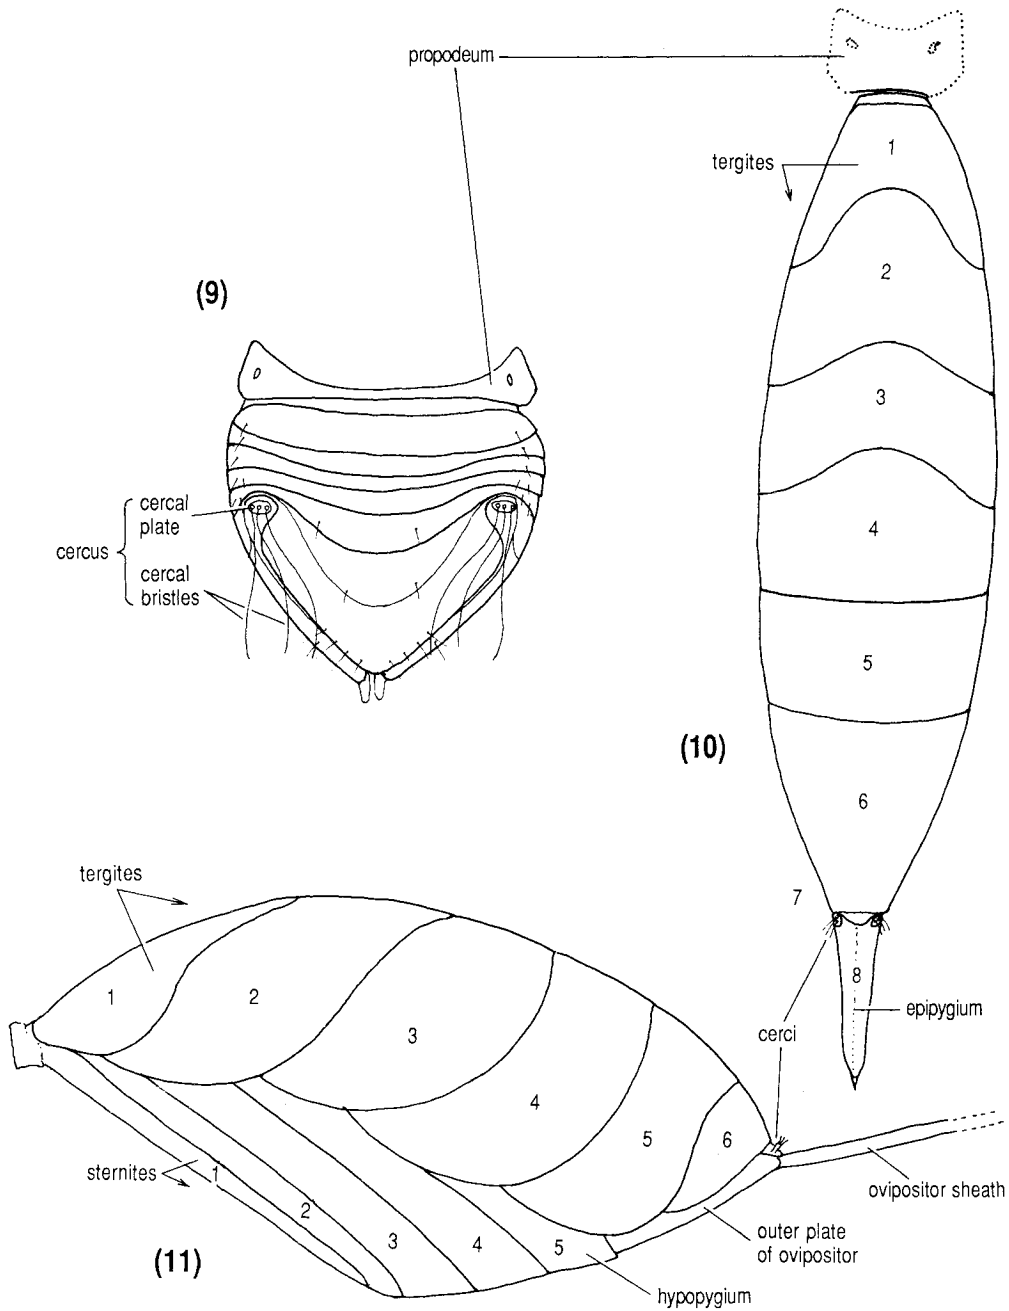 propodeum
tergites
1
2
3
4
5
6
7
8
epipygium
cerci
(10)
(9)
cercus
cercal
plate
cercal
bristles
tergites
1
2
3
4
5
6
sternites
1
2
3
4
5
hypopygium
outer plate
of ovipositor
ovipositor sheath
(11)